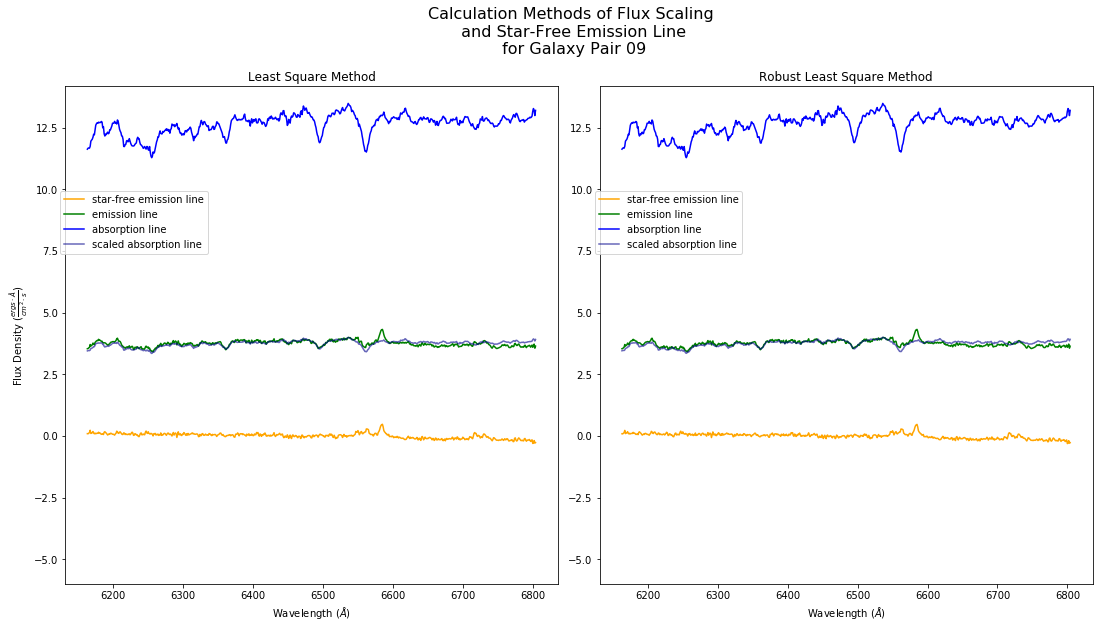 Calculation Methods of Flux Scaling
and Star-Free Emission Line
for Galaxy Pair 09
Least Square Method
12.5
10.0
7.5
5.0
2.5
0.0
−2.5
−5.0
6200 6300 6400 6500 6600 6700 6800
Flux Density (ergs · Å / cm² · s)
Wavelength (Å)
star-free emission line
emission line
absorption line
scaled absorption line
Robust Least Square Method
12.5
10.0
7.5
5.0
2.5
0.0
−2.5
−5.0
6200 6300 6400 6500 6600 6700 6800
Wavelength (Å)
star-free emission line
emission line
absorption line
scaled absorption line